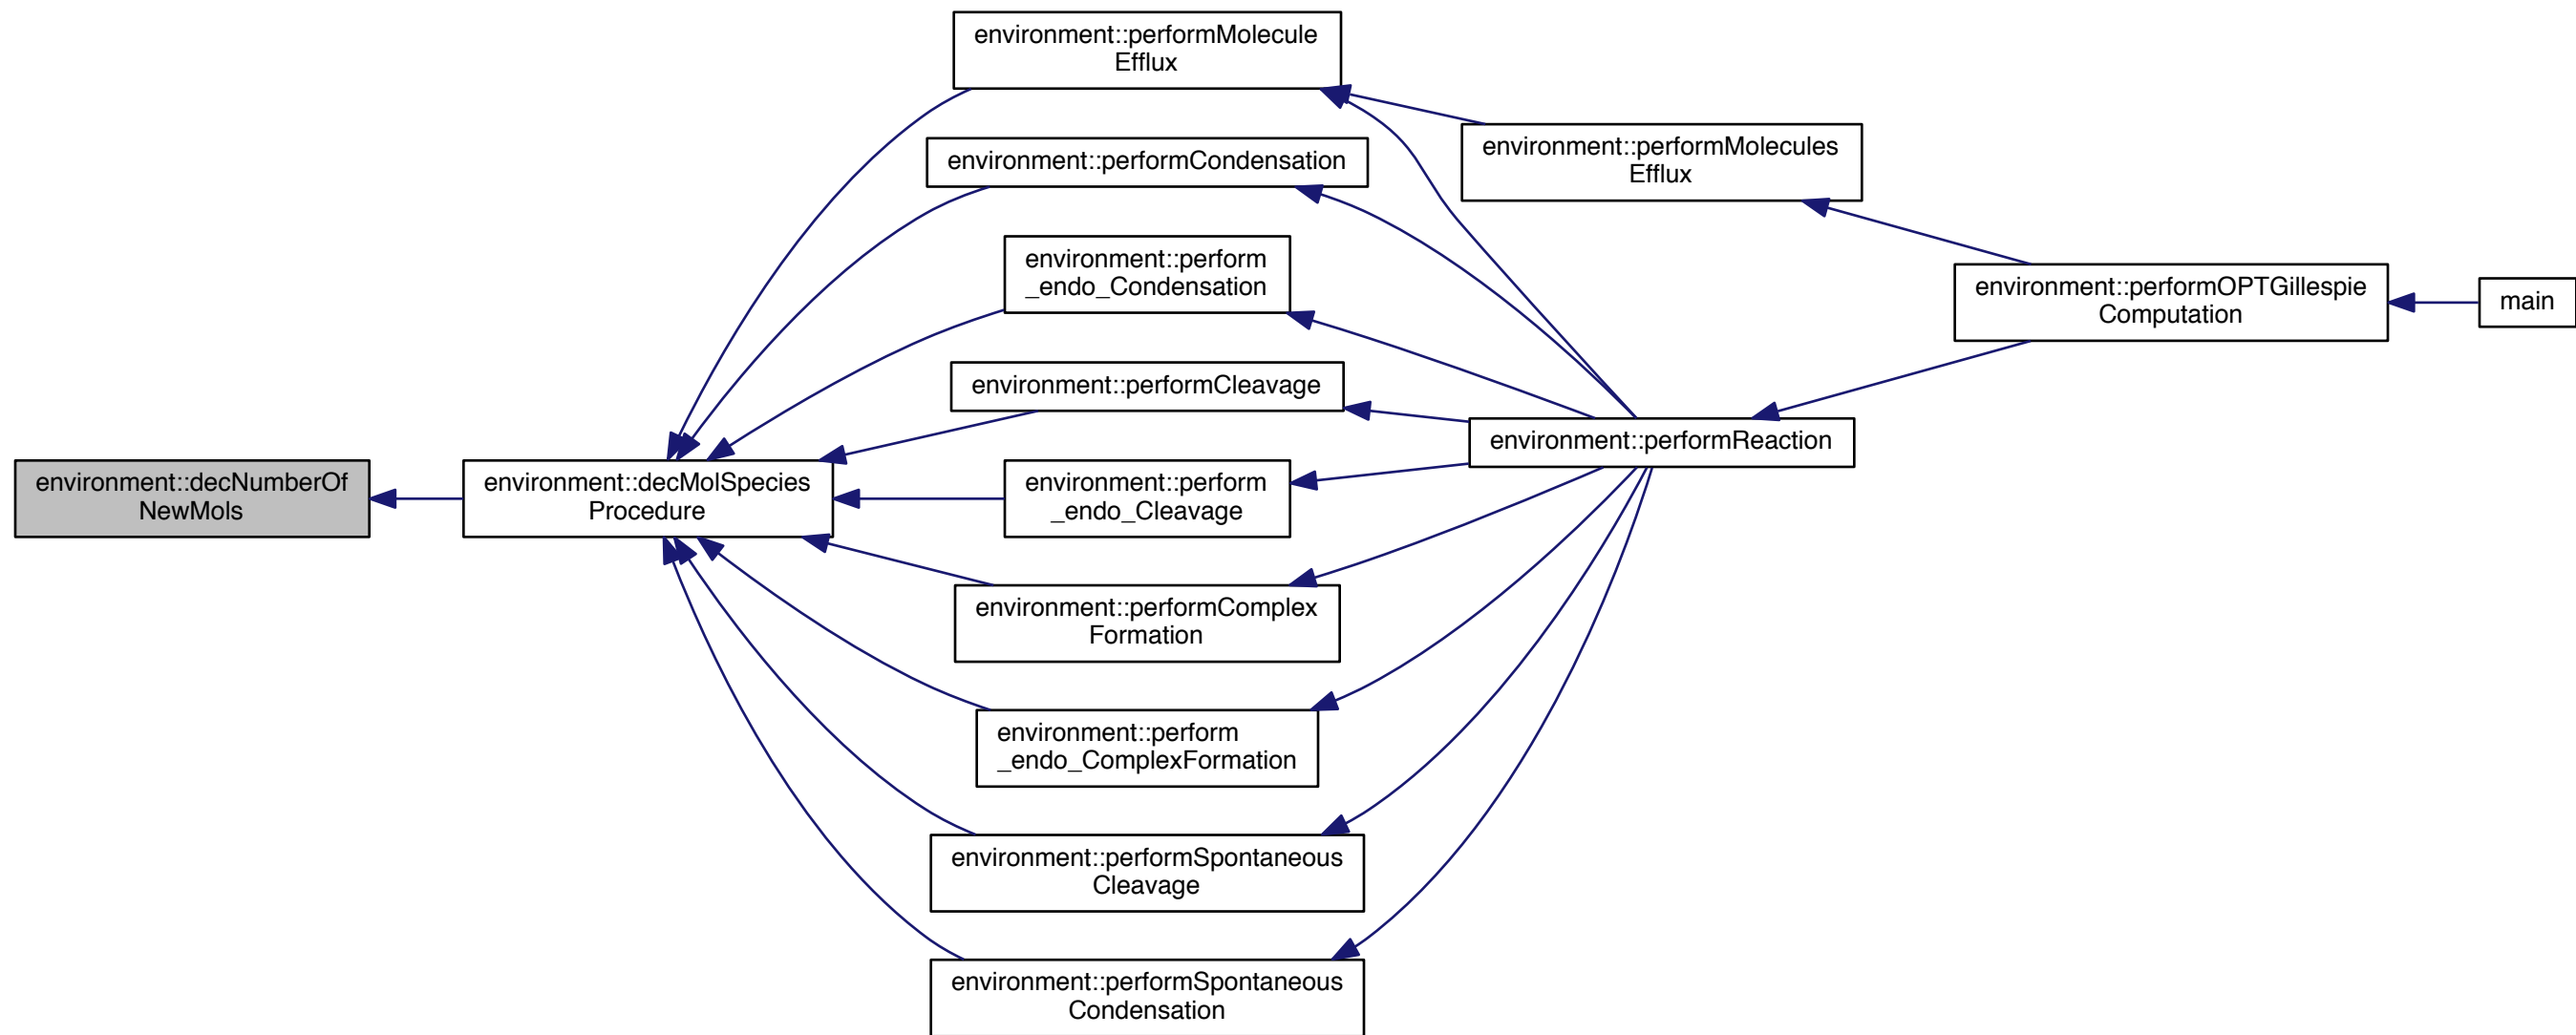 environment::performMolecule
Efflux
environment::performCondensation
environment::performMolecules
Efflux
environment::perform
_endo_Condensation
environment::performOPTGillespie
Computation
main
environment::performCleavage
environment::performReaction
environment::decNumberOf
NewMols
environment::decMolSpecies
Procedure
environment::perform
_endo_Cleavage
environment::performComplex
Formation
environment::perform
_endo_ComplexFormation
environment::performSpontaneous
Cleavage
environment::performSpontaneous
Condensation